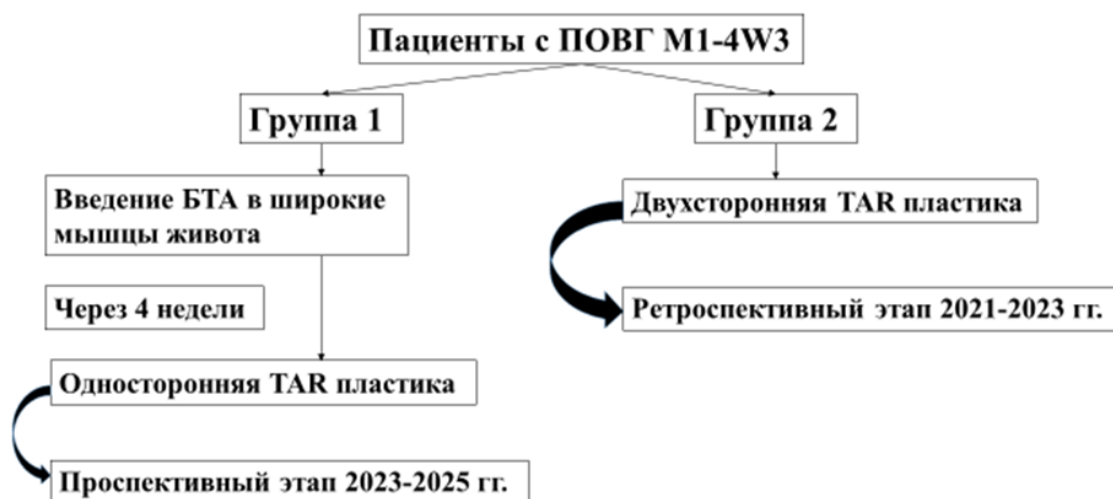 Пациенты с ПОВГ M1-4W3
Группа 1
Группа 2
Введение БТА в широкие
мышцы живота
Двухсторонняя TAR пластика
Через 4 недели
Ретроспективный этап 2021-2023 гг.
Односторонняя TAR пластика
Проспективный этап 2023-2025 гг.